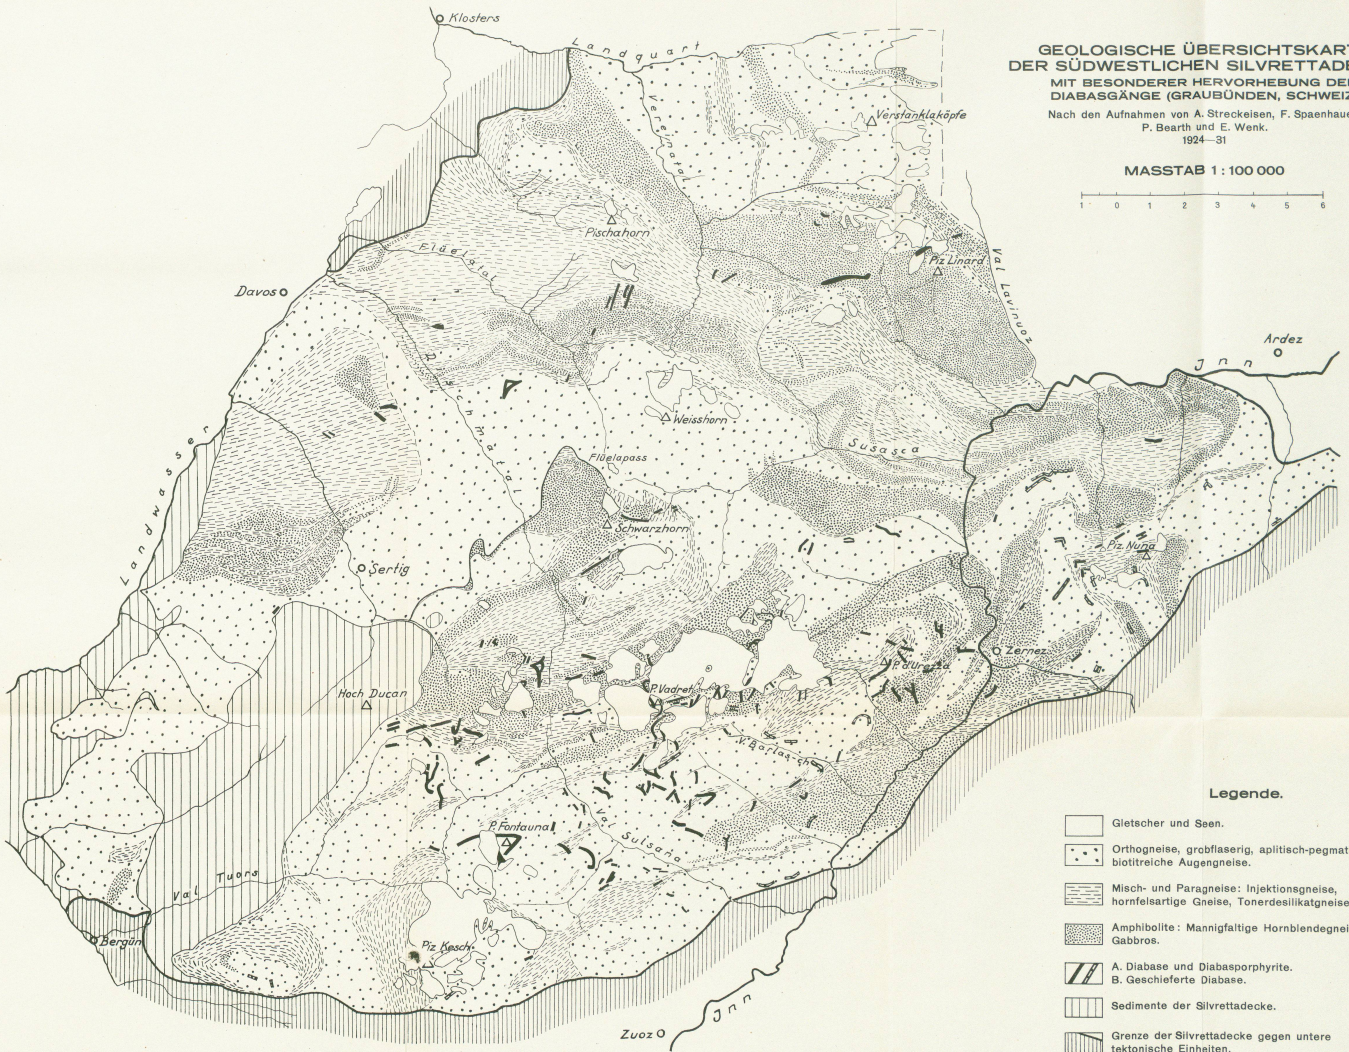 GEOLOGISCHE ÜBERSICHTSKART
DER SÜDWESTLICHEN SILVRETTADE
MIT BESONDERER HERVORHEBUNG DE
DIABASGÄNGE (GRAUBÜNDEN, SCHWEIZ
Nach den Aufnahmen von A. Streckeisen, F. Spaenhaue
P. Bearth und E. Wenk.
1924—31
MASSTAB 1 : 100 000
1 0 1 2 3 4 5 6
Klosters
Landquart
Vereinatal
Verstanklaköpfe
Pischahorn
Flüelatal
Piz Linard
Val Lavinuoz
Davos
Ardez
Jnn
Dischmatal
Weisshorn
Susasca
Flüelapass
Landwasser
Schwarzhorn
Piz Nuna
Sertig
Zernez
P. d'Urezza
Hoch Ducan
P. Vadret
V. Barlasch
P. Fontauna
Val Sulsana
Val Tuors
Bergün
Piz Kesch
Zuoz
Jnn
Legende.
Gletscher und Seen.
Orthogneise, grobflaserig, aplitisch-pegmat
biotitreiche Augengneise.
Misch- und Paragneise: Injektionsgneise,
hornfelsartige Gneise, Tonerdesilikatgneise
Amphibolite: Mannigfaltige Hornblendegnei
Gabbros.
A. Diabase und Diabasporphyrite.
B. Geschieferte Diabase.
Sedimente der Silvrettadecke.
Grenze der Silvrettadecke gegen untere
tektonische Einheiten.